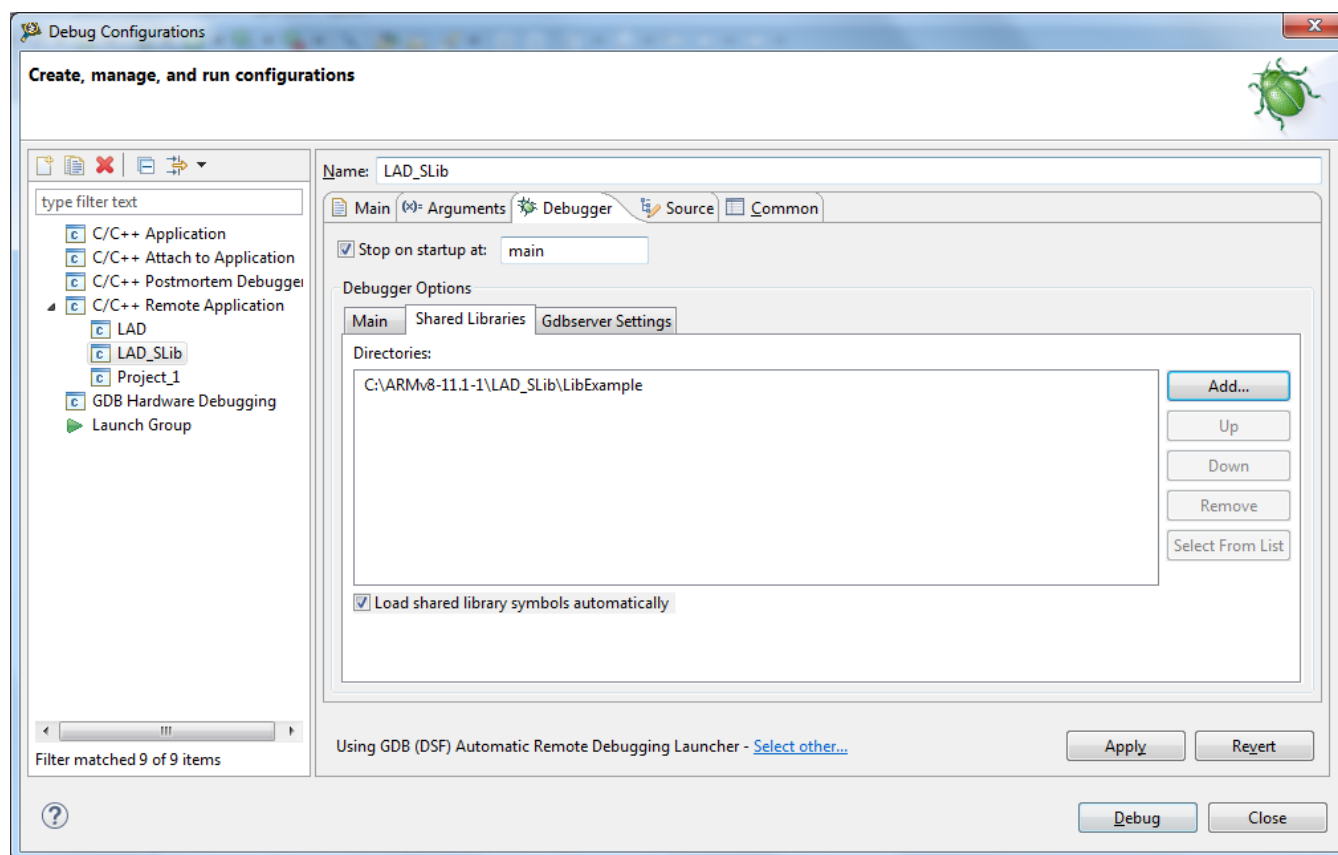 Debug Configurations
Create, manage, and run configurations
type filter text
C/C++ Application
C/C++ Attach to Application
C/C++ Postmortem Debugger
C/C++ Remote Application
LAD
LAD_SLib
Project_1
GDB Hardware Debugging
Launch Group
Filter matched 9 of 9 items
Name: LAD_SLib
Main (x)= Arguments Debugger Source Common
Stop on startup at: main
Debugger Options
Main Shared Libraries Gdbserver Settings
Directories:
C:\ARMv8-11.1-1\LAD_SLib\LibExample
Add...
Up
Down
Remove
Select From List
Load shared library symbols automatically
Using GDB (DSF) Automatic Remote Debugging Launcher - Select other...
Apply Revert
Debug Close